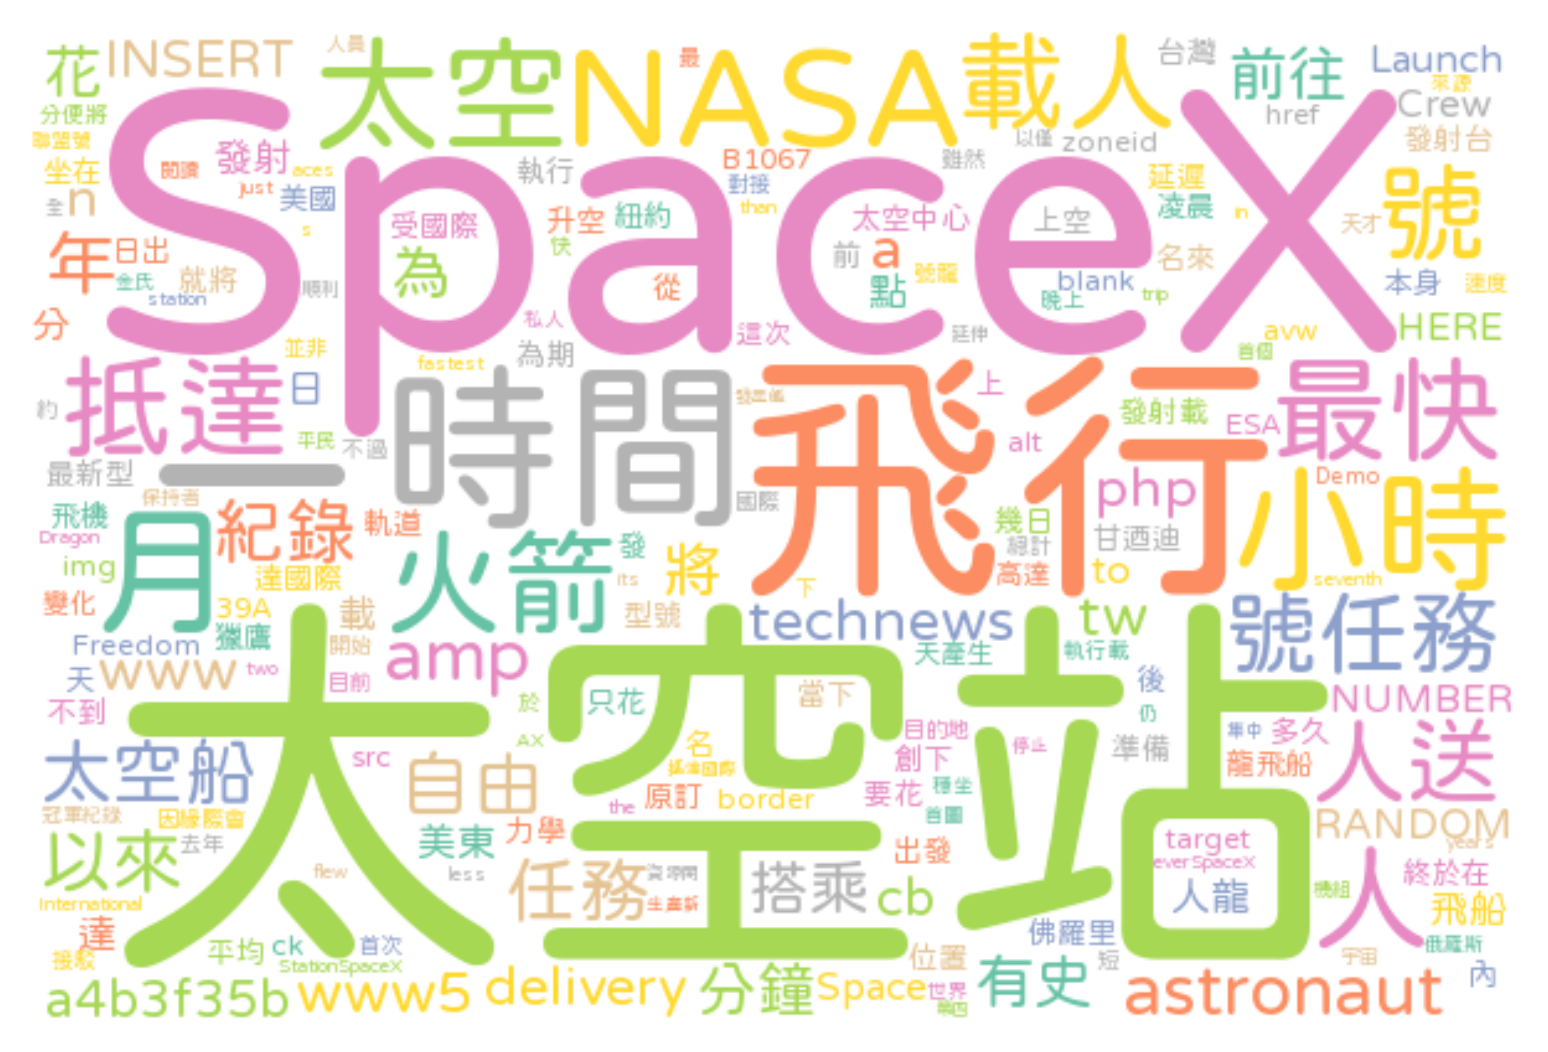 花 INSERT 人員 太空 NASA 最 載人 台灣 前往 Launch
來源
分便將 href Crew
聯盟號 發射 執行 B1067 雖然 以僅 zoneid 發射台
坐在 閱讀 aces 對接 延遲 號
全 n just 美國 than 凌晨 in
SpaceX
s 受國際 升空 紐約 太空中心 上空 天才
年 日出 快 前 a 名來
金氏 就將 為 從 點 號龍 blank 本身 速度
station 順利 晚上 trip
分 私人 這次 延伸 avw HERE
並非 fastest 為期 首個
抵達 日 時間 飛行 上 最快
約 發射載 ESA
平民 不過 alt
最新型 一 國際 php 小時 Demo
保持者
飛機 月 紀錄 軌道 火箭 幾日 甘迺迪
Dragon 發 將 總計
img 達國際 its 下 高達 to seventh
變化 39A 載 型號 technews tw 號任務
獵鷹
Freedom 開始 amp 天產生 執行載
天 www two 目前 後
不到 太空站 於 只花 當下 仍 NUMBER
AX 名 目的地 停止 準備 集中 多久 人送
太空船 src 自由 創下 龍飛船
the 原訂 border 要花 種坐
冠軍紀錄 因緣際會 力學 首圖 RANDOM
以來 去年 美東 出發 target years
flew less everSpaceX
任務 搭乘 cb 人龍 機組 人 終於在
International 飛船
達 佛羅里 俄羅斯
接駁 平均 ck 首次 位置 短 宇宙
StationSpaceX
a4b3f35b www5 delivery 分鐘 Space 世界 有史 astronaut 內